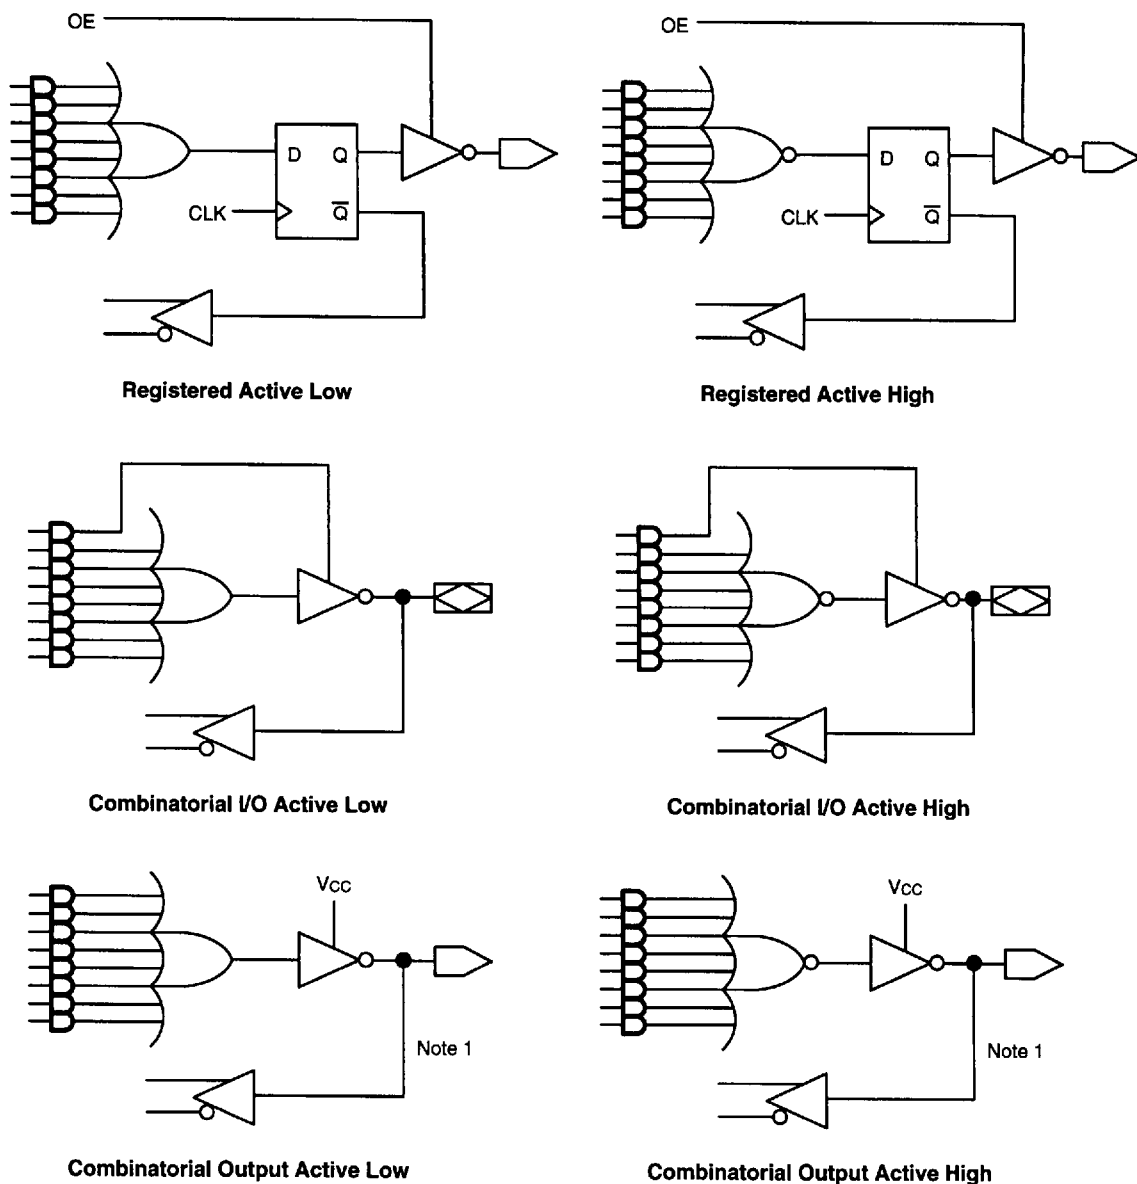 OE
D Q
CLK Q̅
Registered Active Low
OE
D Q
CLK Q̅
Registered Active High
Combinatorial I/O Active Low
Combinatorial I/O Active High
VCC
Note 1
Combinatorial Output Active Low
VCC
Note 1
Combinatorial Output Active High